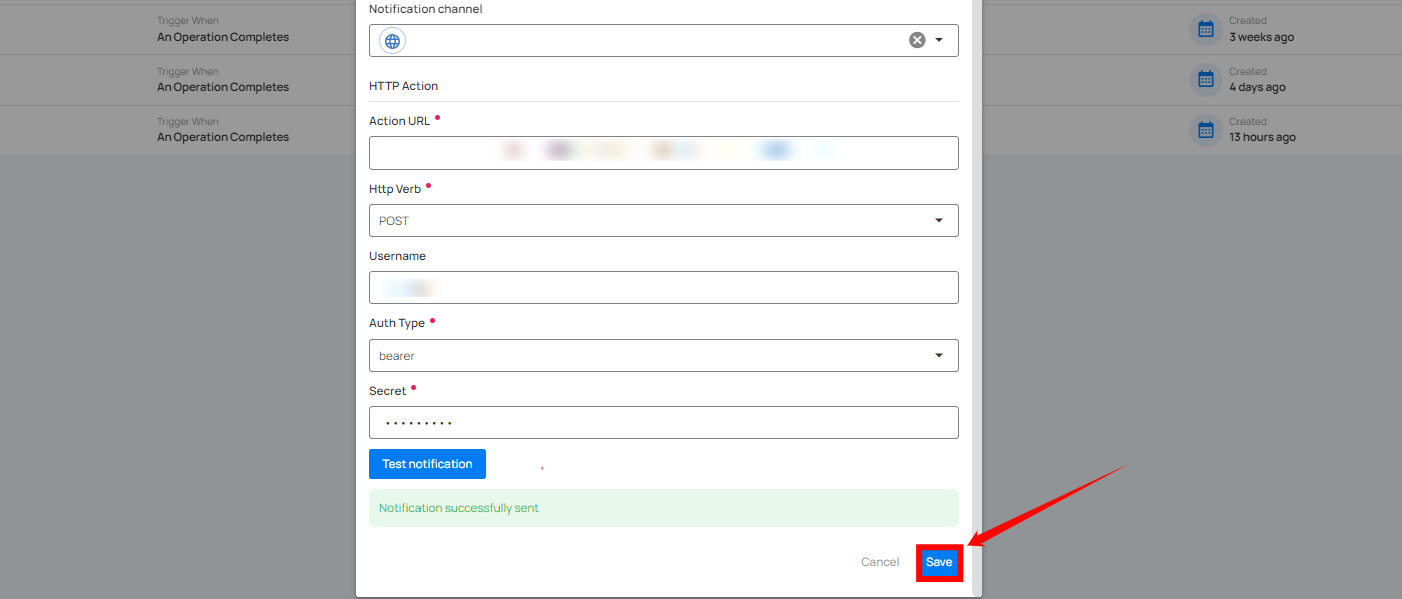 Notification channel
Trigger When
An Operation Completes
Created
3 weeks ago
Trigger When
An Operation Completes
Created
4 days ago
HTTP Action
Trigger When
An Operation Completes
Created
13 hours ago
Action URL
Http Verb
POST
Username
Auth Type
bearer
Secret
Test notification
Notification successfully sent
Cancel
Save